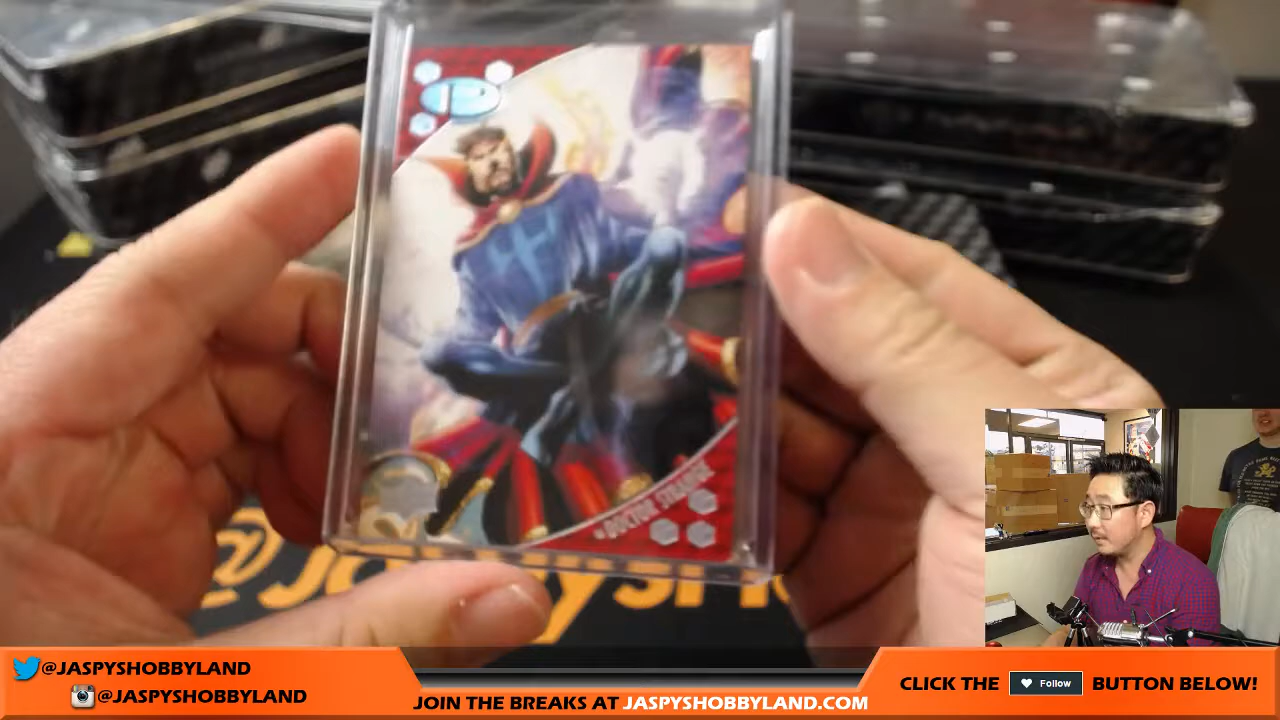 DOCTOR STRANGE
@JASPYSHOBBYLAND
@JASPYSHOBBYLAND
JOIN THE BREAKS AT JASPYSHOBBYLAND.COM
CLICK THE Follow BUTTON BELOW!